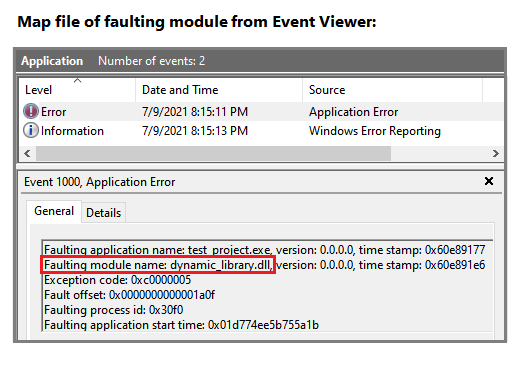 Map file of faulting module from Event Viewer:
Application Number of events: 2
Level Date and Time Source
Error 7/9/2021 8:15:11 PM Application Error
Information 7/9/2021 8:15:13 PM Windows Error Reporting
Event 1000, Application Error
General Details
Faulting application name: test_project.exe, version: 0.0.0.0, time stamp: 0x60e89177
Faulting module name: dynamic_library.dll, version: 0.0.0.0, time stamp: 0x60e891e6
Exception code: 0xc0000005
Fault offset: 0x0000000000001a0f
Faulting process id: 0x30f0
Faulting application start time: 0x01d774ee5b755a1b